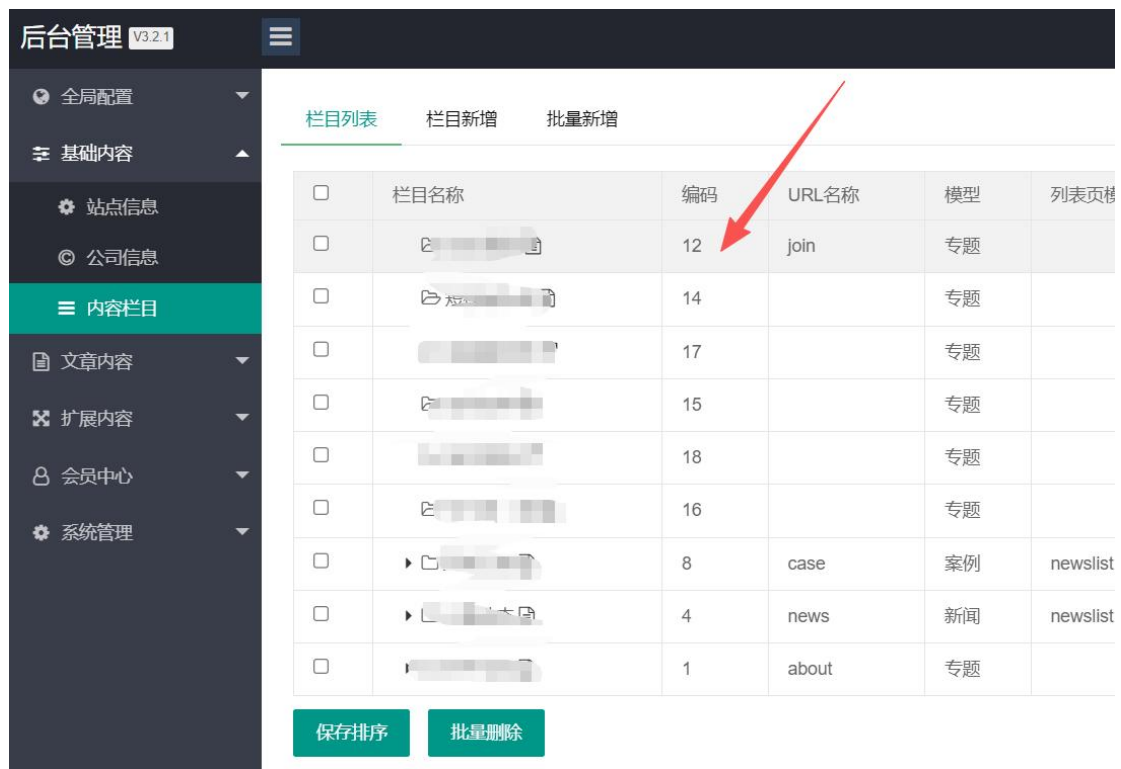 后台管理 V3.2.1
全局配置
基础内容
站点信息
公司信息
内容栏目
文章内容
扩展内容
会员中心
系统管理
栏目列表 栏目新增 批量新增
栏目名称 编码 URL名称 模型 列表页模
12 join 专题
14 专题
17 专题
15 专题
18 专题
16 专题
8 case 案例 newslist
4 news 新闻 newslist
1 about 专题
保存排序 批量删除